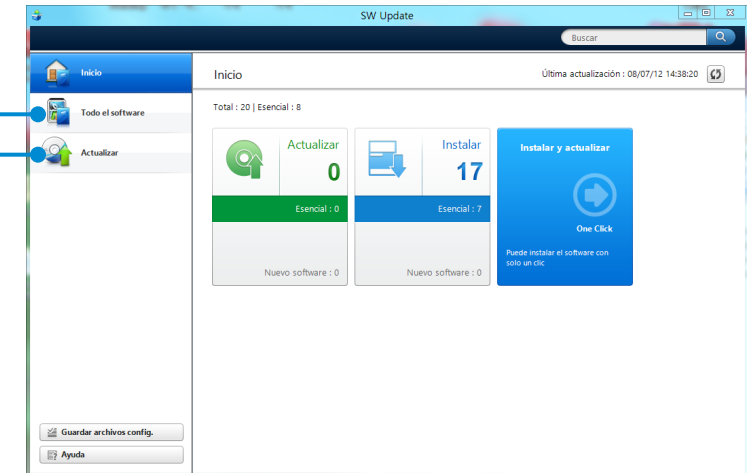 SW Update
Buscar
Inicio
Todo el software
Actualizar
Guardar archivos config.
Ayuda
Inicio
Última actualización : 08/07/12 14:38:20
Total : 20 | Esencial : 8
Actualizar
0
Esencial : 0
Nuevo software : 0
Instalar
17
Esencial : 7
Nuevo software : 0
Instalar y actualizar
One Click
Puede instalar el software con
solo un clic